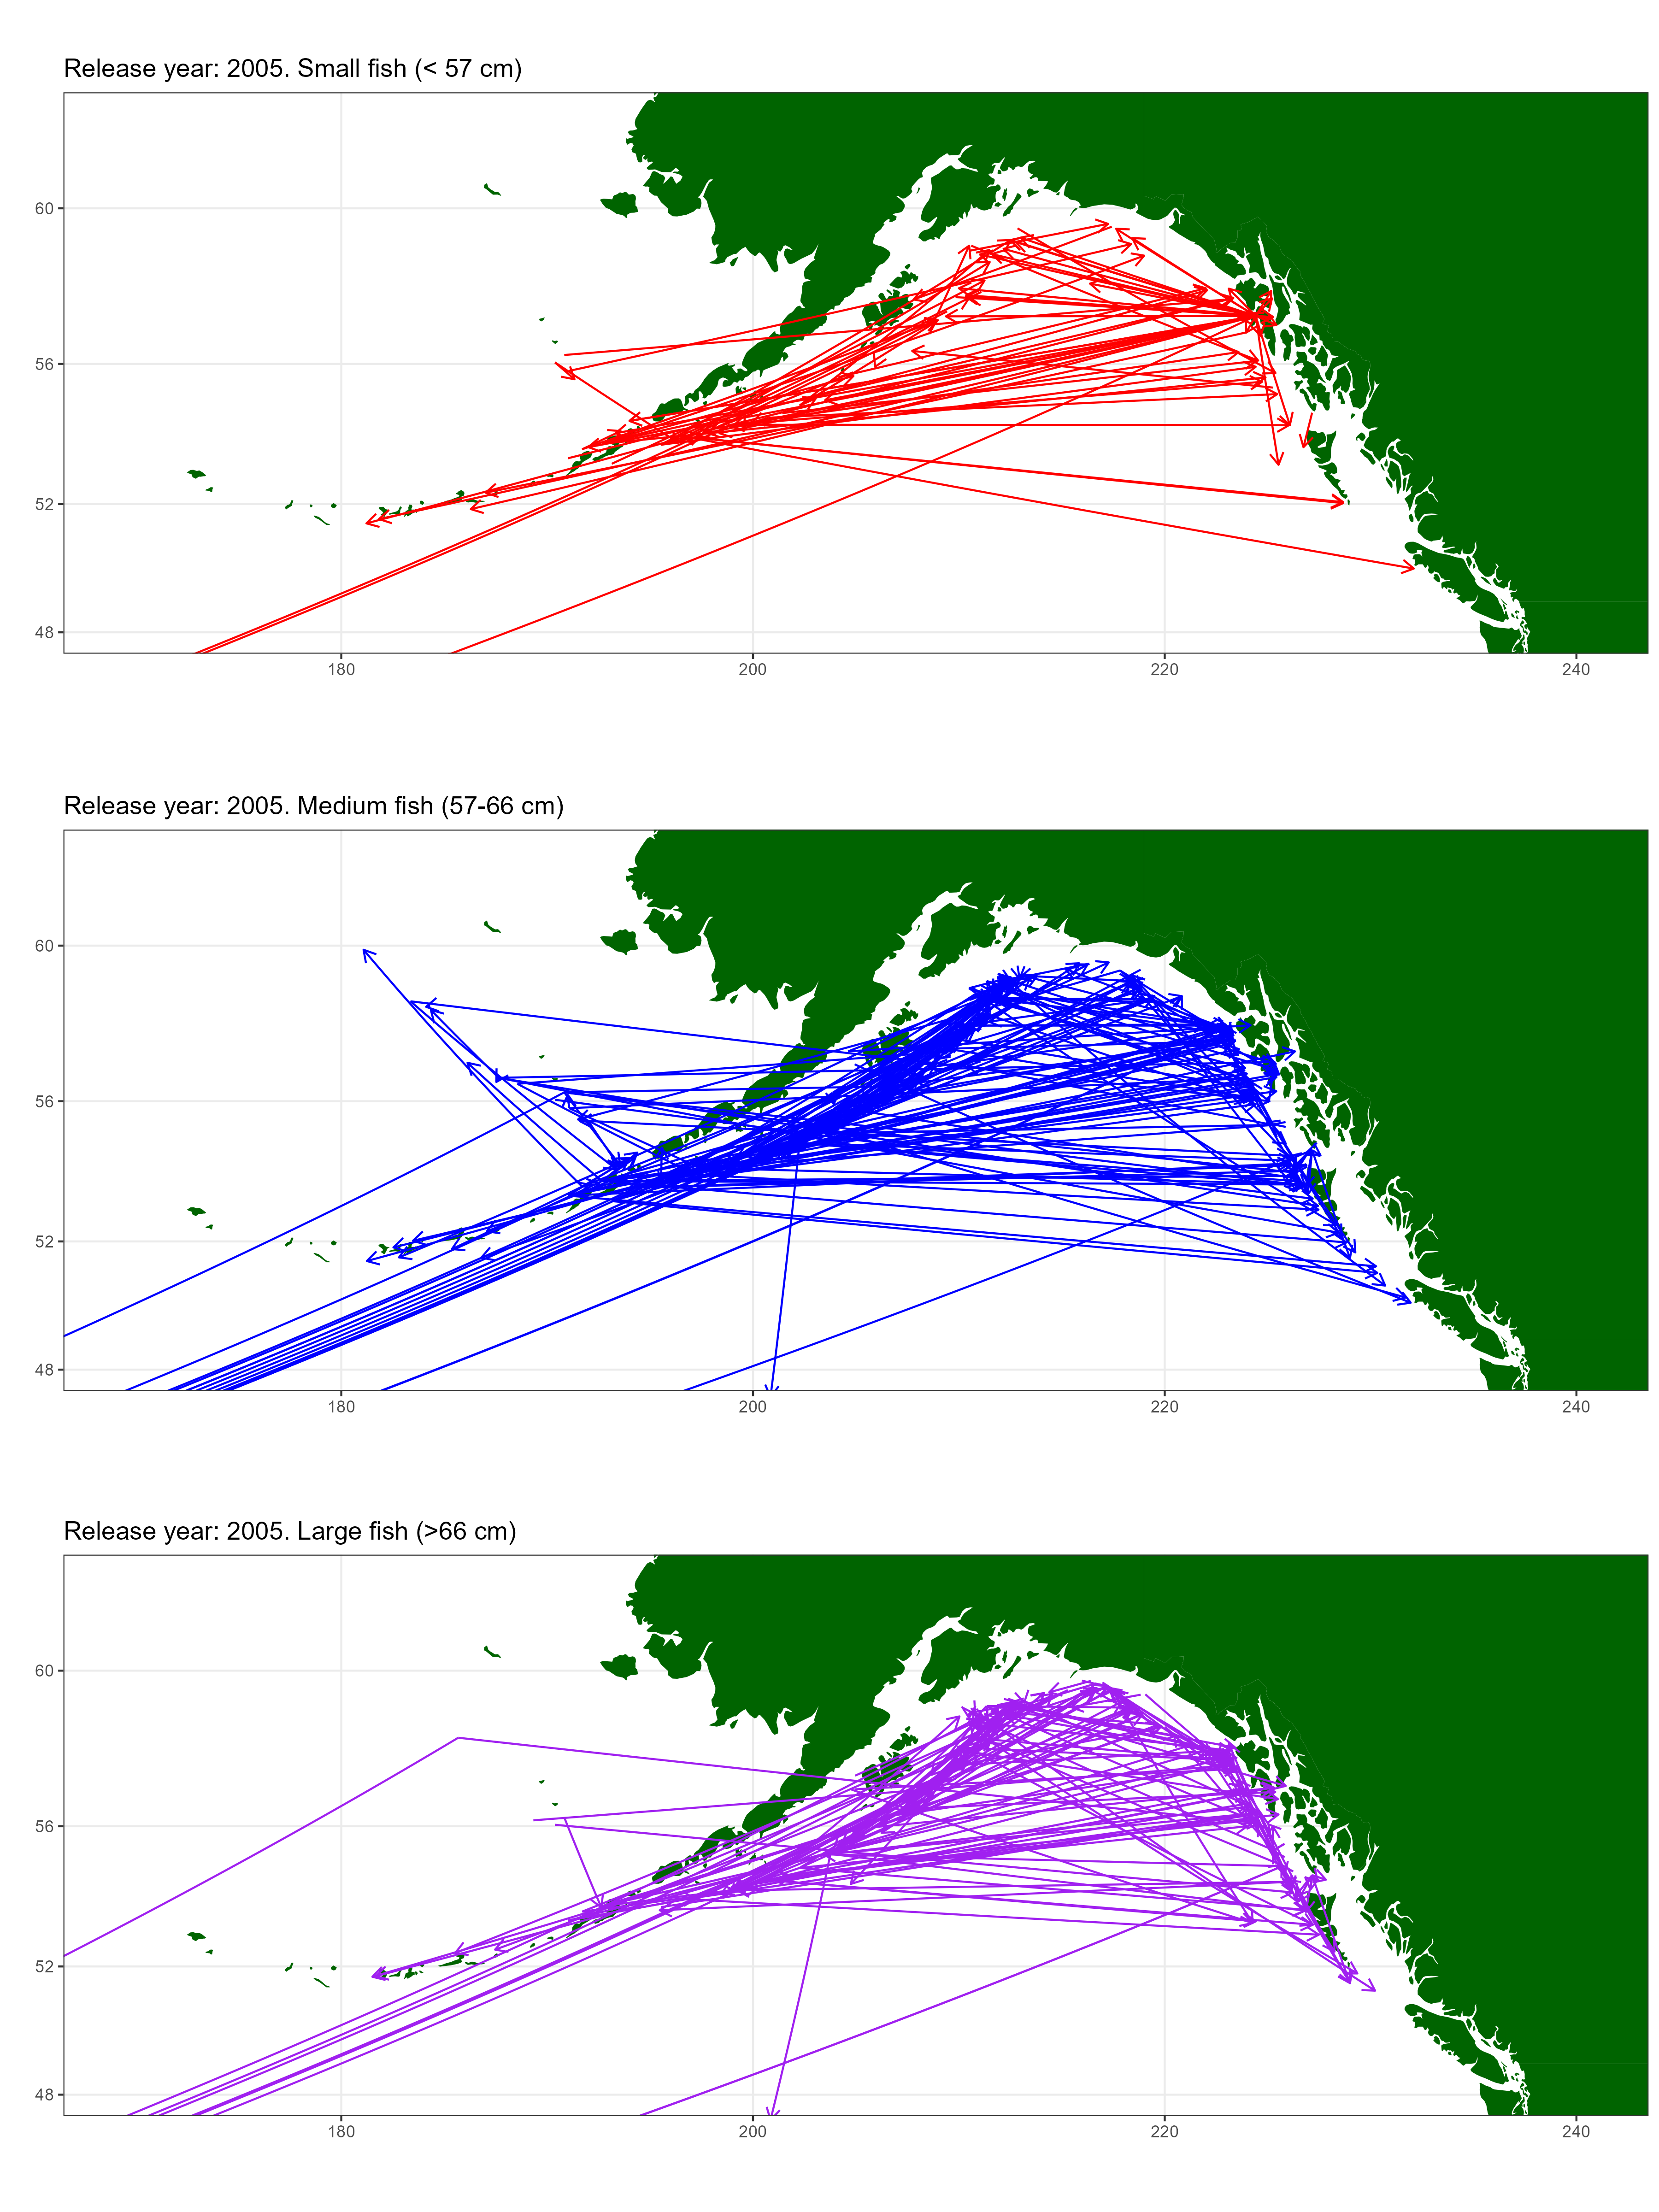 Release year: 2005. Small fish (< 57 cm)
60
56
52
48
180 200 220 240
Release year: 2005. Medium fish (57-66 cm)
60
56
52
48
180 200 220 240
Release year: 2005. Large fish (>66 cm)
60
56
52
48
180 200 220 240